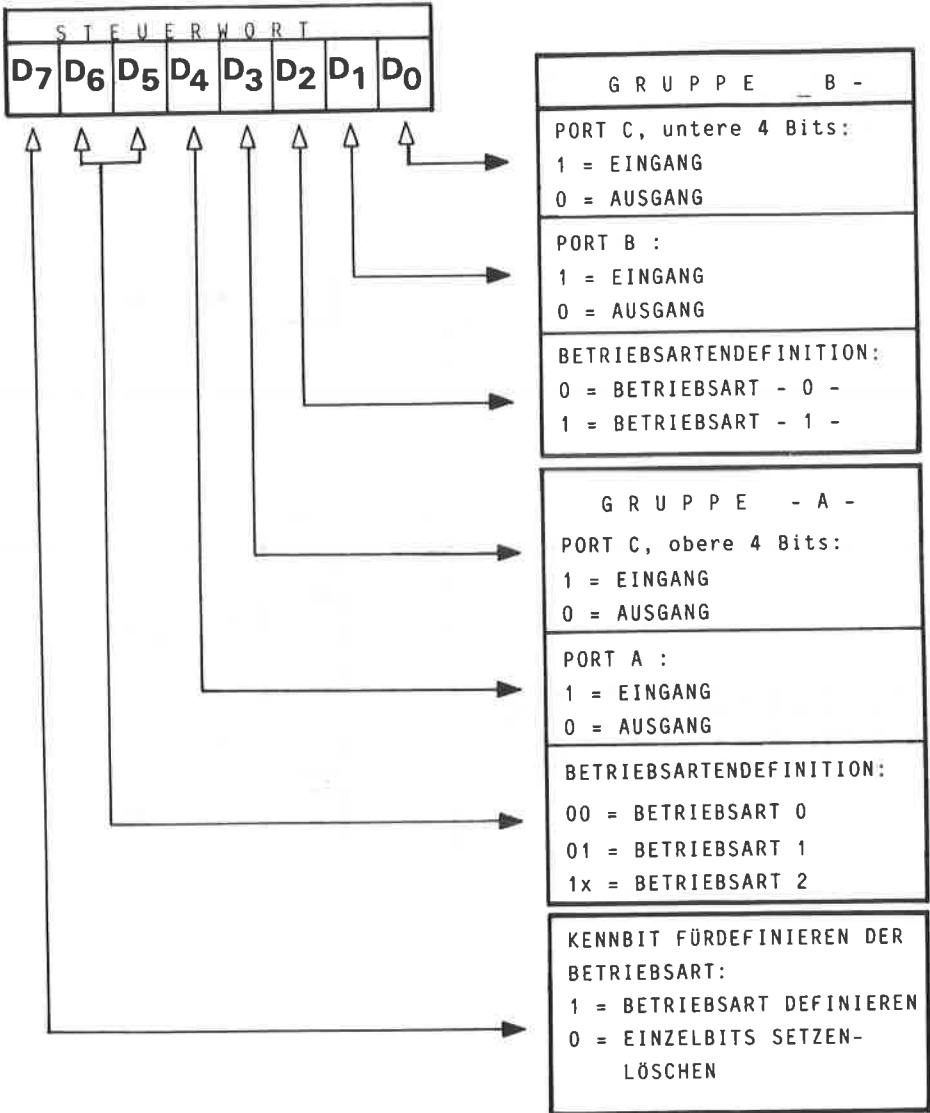 STEUERWORT
D7 D6 D5 D4 D3 D2 D1 D0
GRUPPE _B-
PORT C, untere 4 Bits:
1 = EINGANG
0 = AUSGANG
PORT B :
1 = EINGANG
0 = AUSGANG
BETRIEBSARTENDEFINITION:
0 = BETRIEBSART - 0 -
1 = BETRIEBSART - 1 -
GRUPPE -A-
PORT C, obere 4 Bits:
1 = EINGANG
0 = AUSGANG
PORT A :
1 = EINGANG
0 = AUSGANG
BETRIEBSARTENDEFINITION:
00 = BETRIEBSART 0
01 = BETRIEBSART 1
1x = BETRIEBSART 2
KENNBIT FÜRDEFINIEREN DER
BETRIEBSART:
1 = BETRIEBSART DEFINIEREN
0 = EINZELBITS SETZEN-
LÖSCHEN